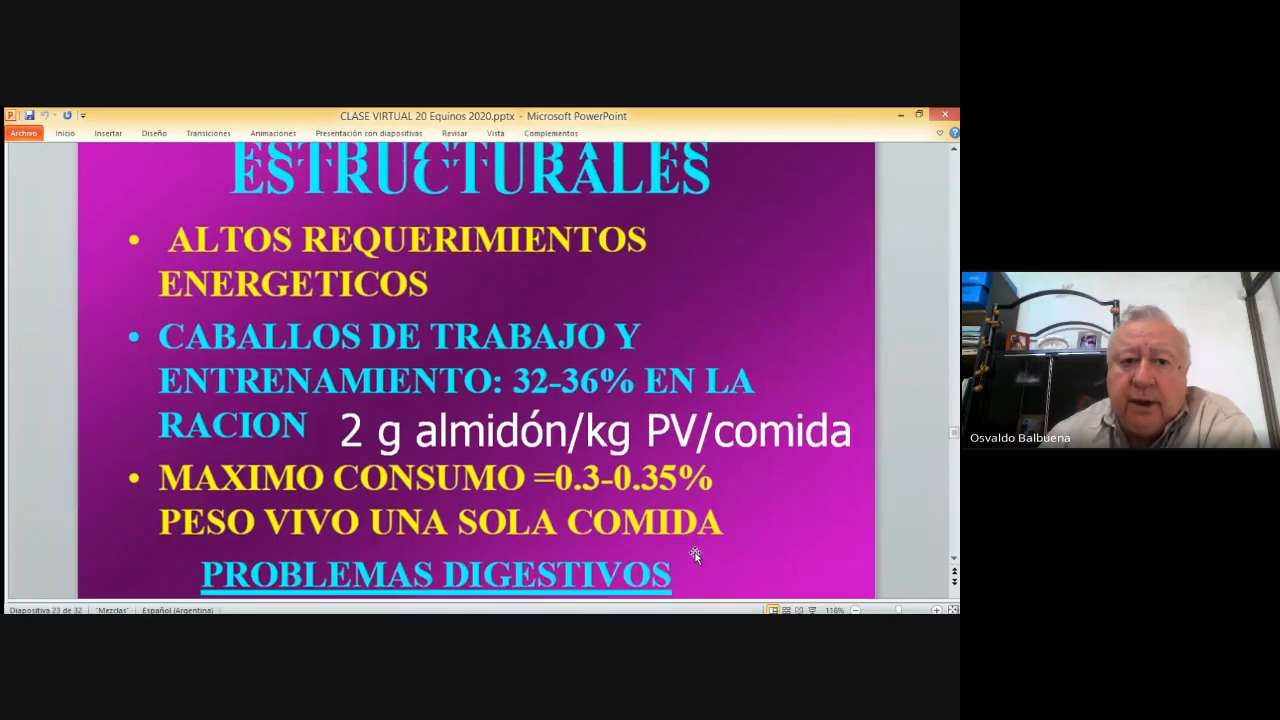 CLASE VIRTUAL 20 Equinos 2020.pptx - Microsoft PowerPoint
Archivo Inicio Insertar Diseño Transiciones Animaciones Presentación con diapositivas Revisar Vista Complementos
ESTRUCTURALES
• ALTOS REQUERIMIENTOS
ENERGETICOS
• CABALLOS DE TRABAJO Y
ENTRENAMIENTO: 32-36% EN LA
RACION 2 g almidón/kg PV/comida
• MAXIMO CONSUMO =0.3-0.35%
PESO VIVO UNA SOLA COMIDA
PROBLEMAS DIGESTIVOS
Diapositiva 23 de 32 "Mezclas" Español (Argentina) 118%
Osvaldo Balbuena